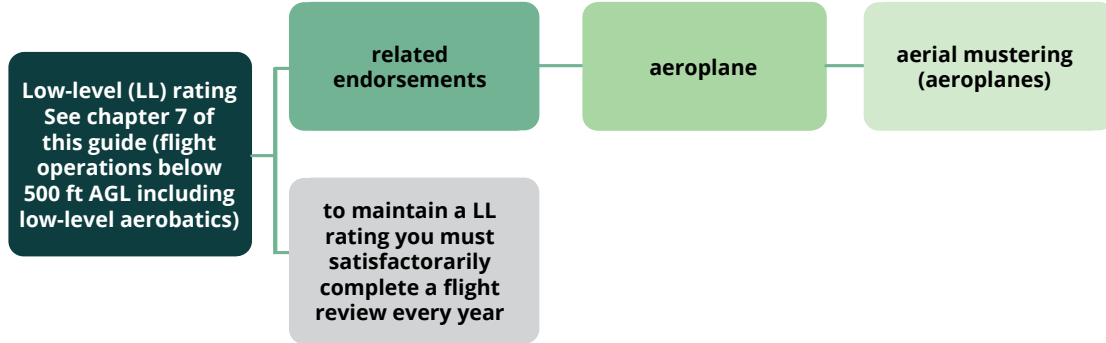 Low-level (LL) rating
See chapter 7 of
this guide (flight
operations below
500 ft AGL including
low-level aerobatics)
related
endorsements
aeroplane
aerial mustering
(aeroplanes)
to maintain a LL
rating you must
satisfactorarily
complete a flight
review every year